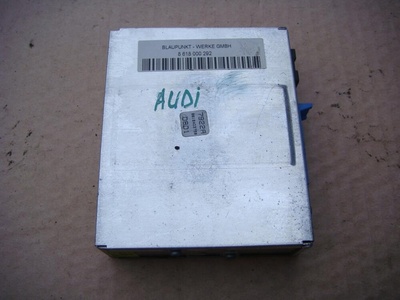 BLAUPUNKT - WERKE GMBH
8 618 000 292
AUDi